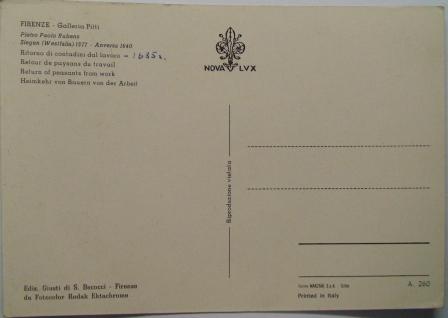 FIRENZE - Galleria Pitti
Pietro Paolo Rubens
Siegen (Westfalia) 1577 - Anversa 1640
Ritorno di contadini dal lavoro - 1635c.
Retour de paysans du travail
Return of peasants from work
Heimkehr von Bauern von der Arbeit
NOVA LVX
Riproduzione vietata
Ediz. Giusti di S. Becocci - Firenze
da Fotocolor Kodak Ektachrome
S.p.A.
A. 260
Printed in Italy